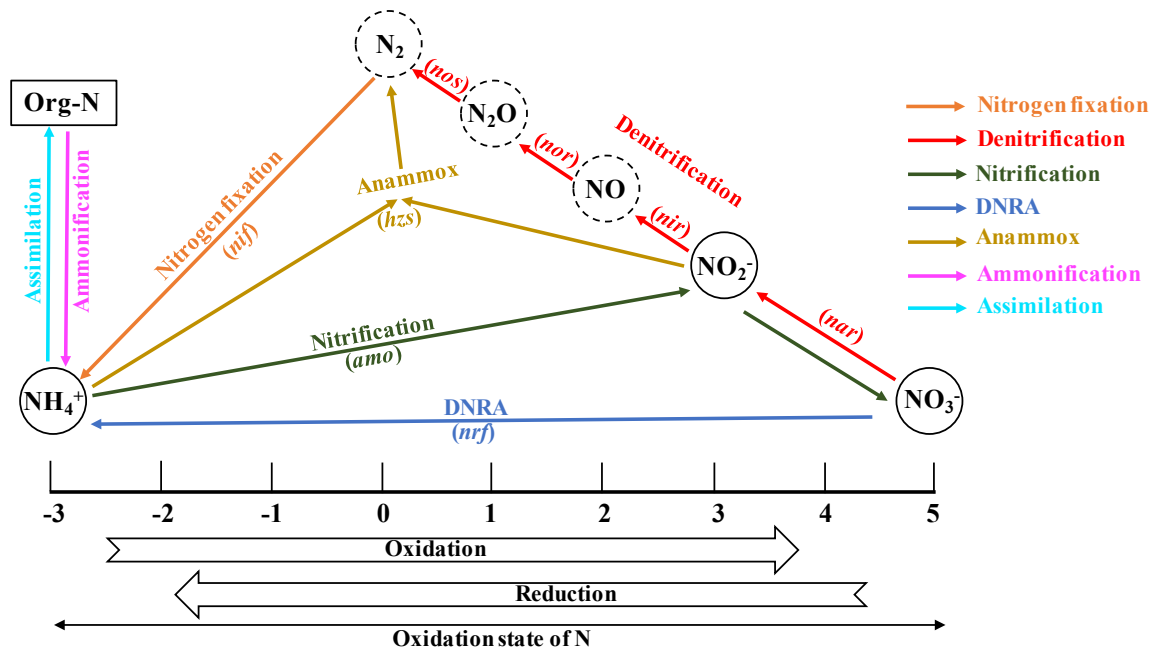 N₂
Org-N
(nos)
N₂O
Denitrification
(nor)
NO
(nir)
NO₂⁻
(nar)
NO₃⁻
Anammox
(hzs)
Nitrogen fixation
(nif)
Assimilation
Ammonification
Nitrification
(amo)
NH₄⁺
DNRA
(nrf)
Nitrogen fixation
Denitrification
Nitrification
DNRA
Anammox
Ammonification
Assimilation
-3 -2 -1 0 1 2 3 4 5
Oxidation
Reduction
Oxidation state of N